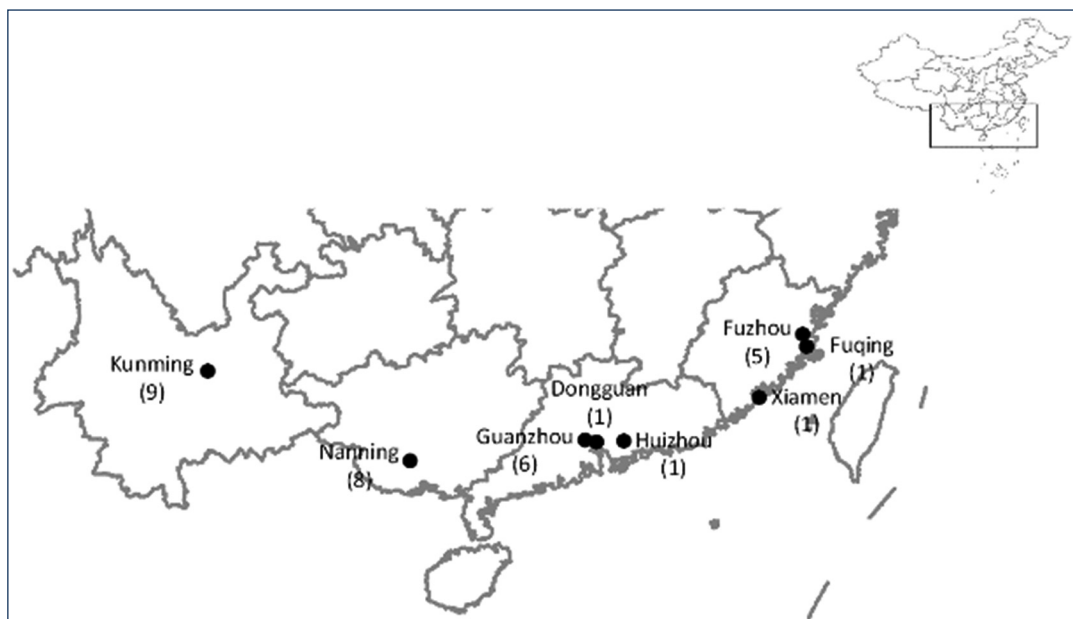 Fuzhou
(5)
Fuqing
(1)
Kunming
(9)
Dongguan
(1)
Xiamen
(1)
Guanzhou
(6)
Huizhou
(1)
Nanning
(8)